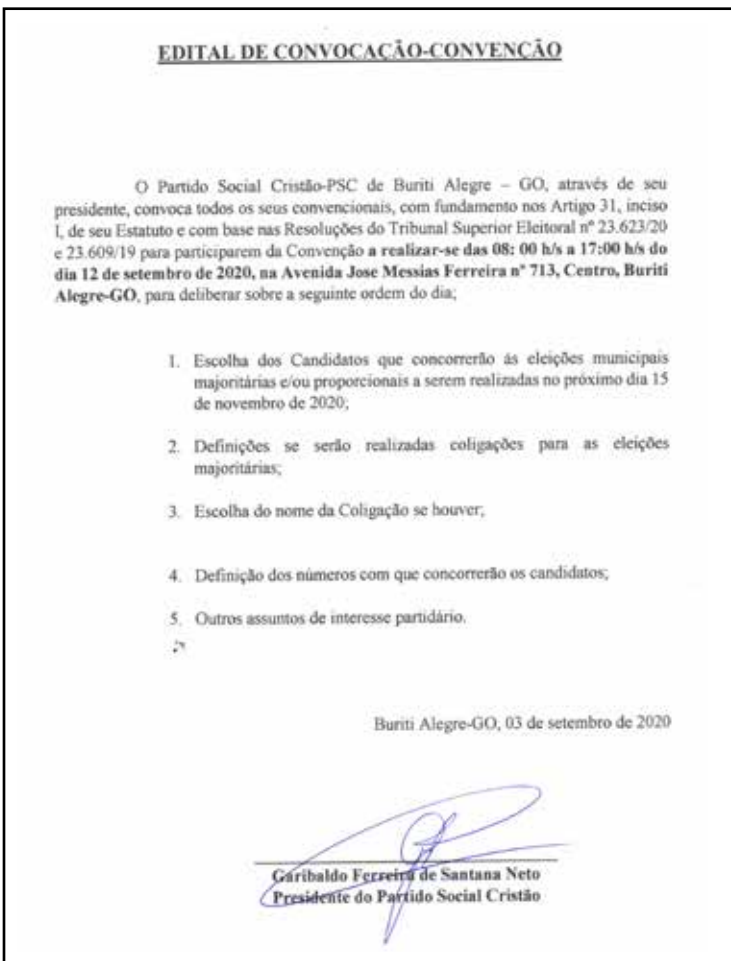 EDITAL DE CONVOCAÇÃO-CONVENÇÃO
O Partido Social Cristão-PSC de Buriti Alegre – GO, através de seu
presidente, convoca todos os seus convencionais, com fundamento nos Artigo 31, inciso
I, de seu Estatuto e com base nas Resoluções do Tribunal Superior Eleitoral nº 23.623/20
e 23.609/19 para participarem da Convenção a realizar-se das 08: 00 h/s a 17:00 h/s do
dia 12 de setembro de 2020, na Avenida Jose Messias Ferreira nº 713, Centro, Buriti
Alegre-GO, para deliberar sobre a seguinte ordem do dia;
1. Escolha dos Candidatos que concorrerão ás eleições municipais
majoritárias e/ou proporcionais a serem realizadas no próximo dia 15
de novembro de 2020;
2. Definições se serão realizadas coligações para as eleições
majoritárias;
3. Escolha do nome da Coligação se houver;
4. Definição dos números com que concorrerão os candidatos;
5. Outros assuntos de interesse partidário.
Buriti Alegre-GO, 03 de setembro de 2020
Garibaldo Ferreira de Santana Neto
Presidente do Partido Social Cristão